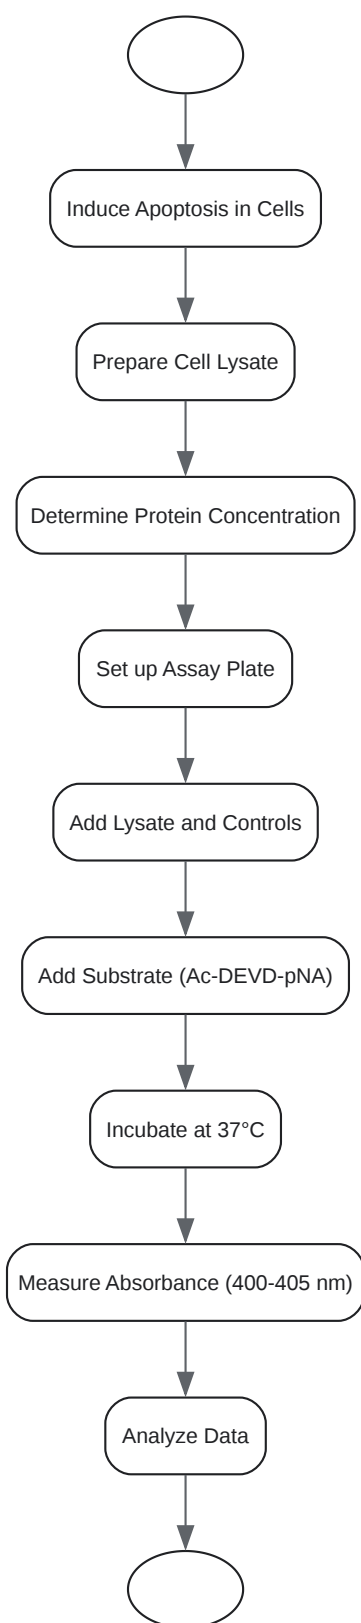 Induce Apoptosis in Cells
Prepare Cell Lysate
Determine Protein Concentration
Set up Assay Plate
Add Lysate and Controls
Add Substrate (Ac-DEVD-pNA)
Incubate at 37°C
Measure Absorbance (400-405 nm)
Analyze Data